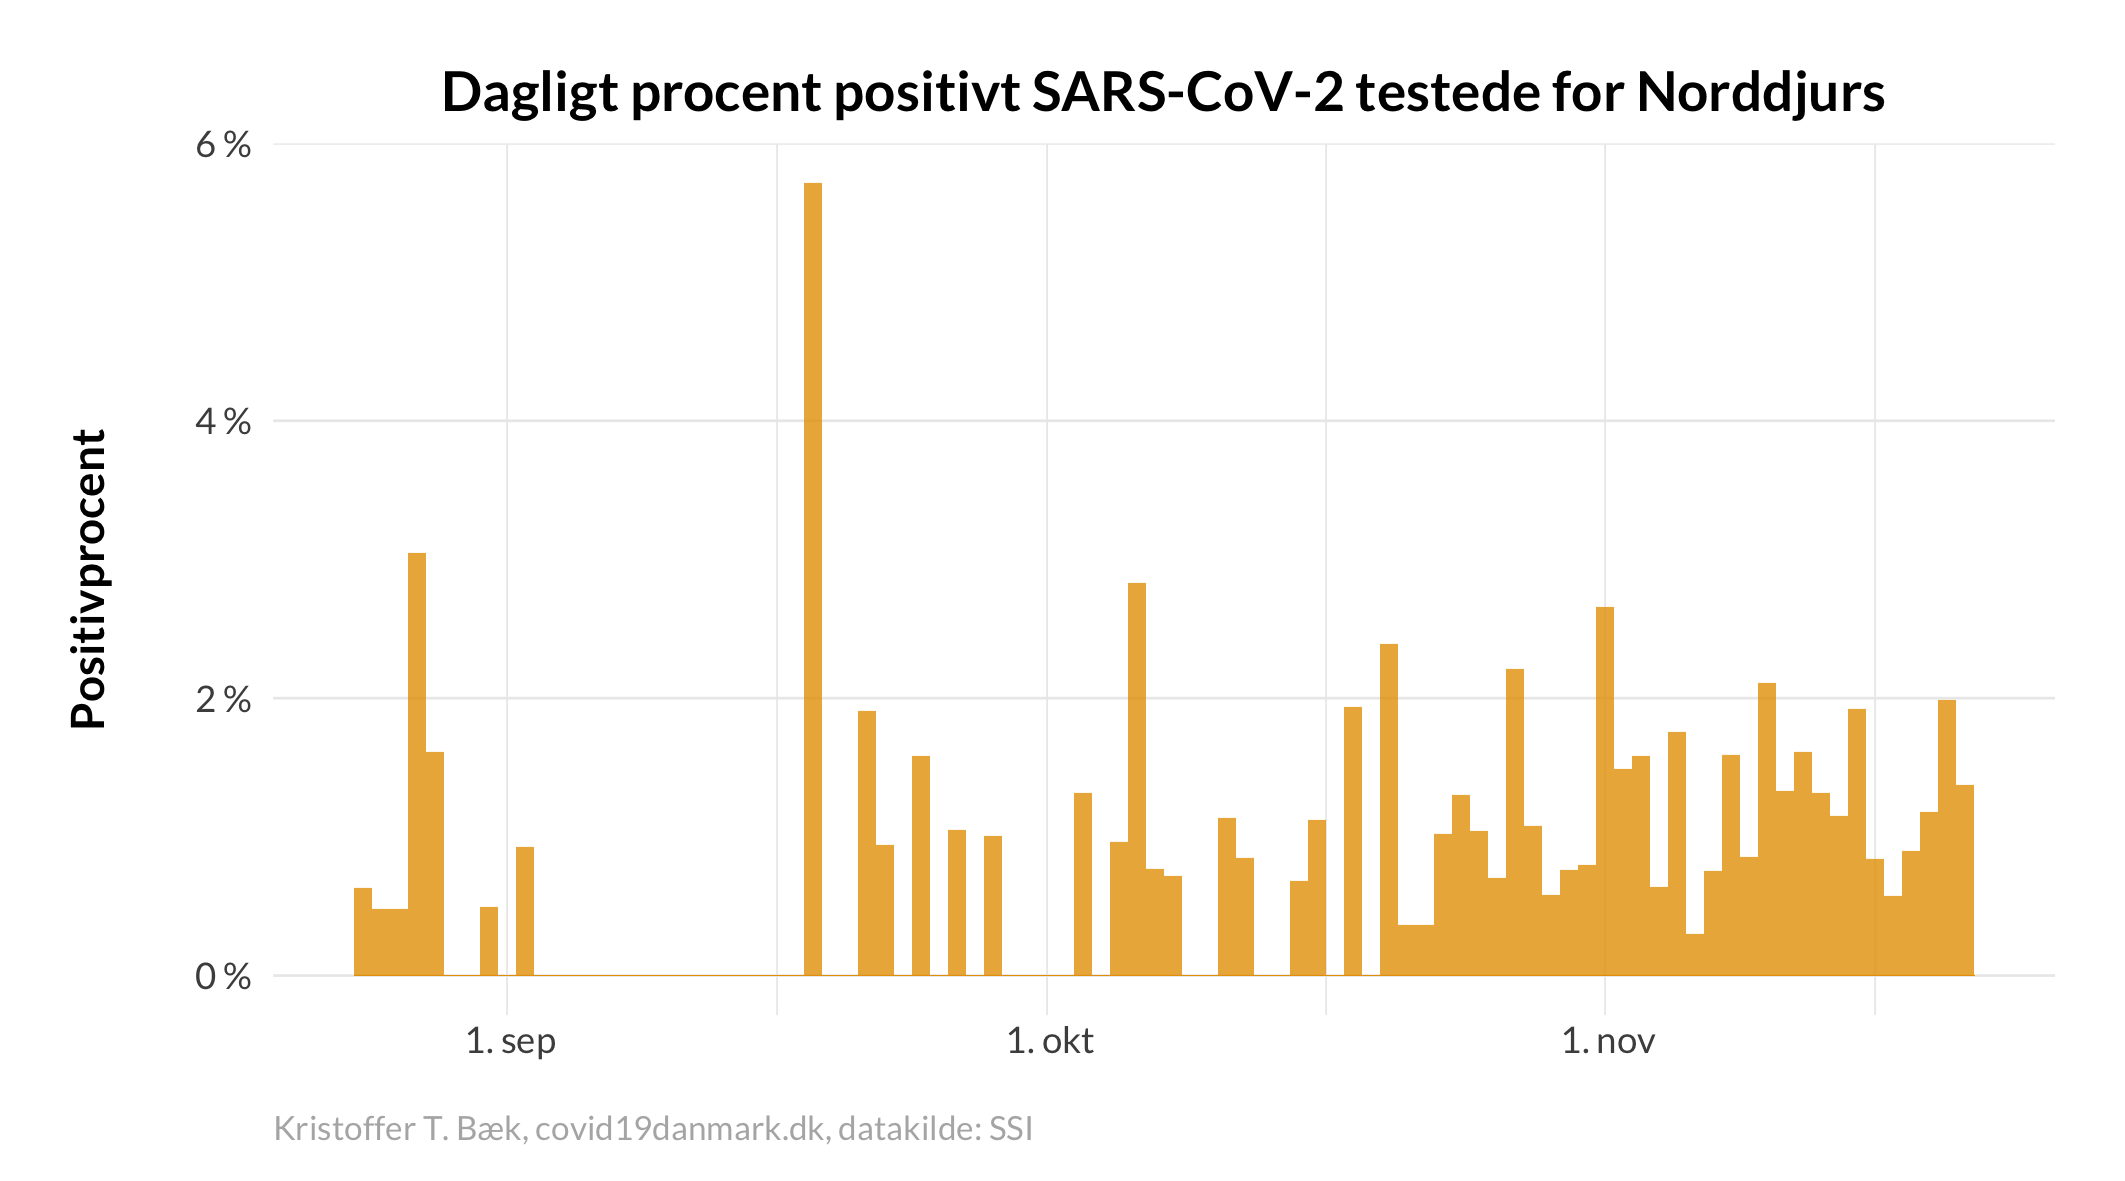 Dagligt procent positivt SARS-CoV-2 testede for Norddjurs
Positivprocent
6 %
4 %
2 %
0 %
1. sep
1. okt
1. nov
Kristoffer T. Bæk, covid19danmark.dk, datakilde: SSI